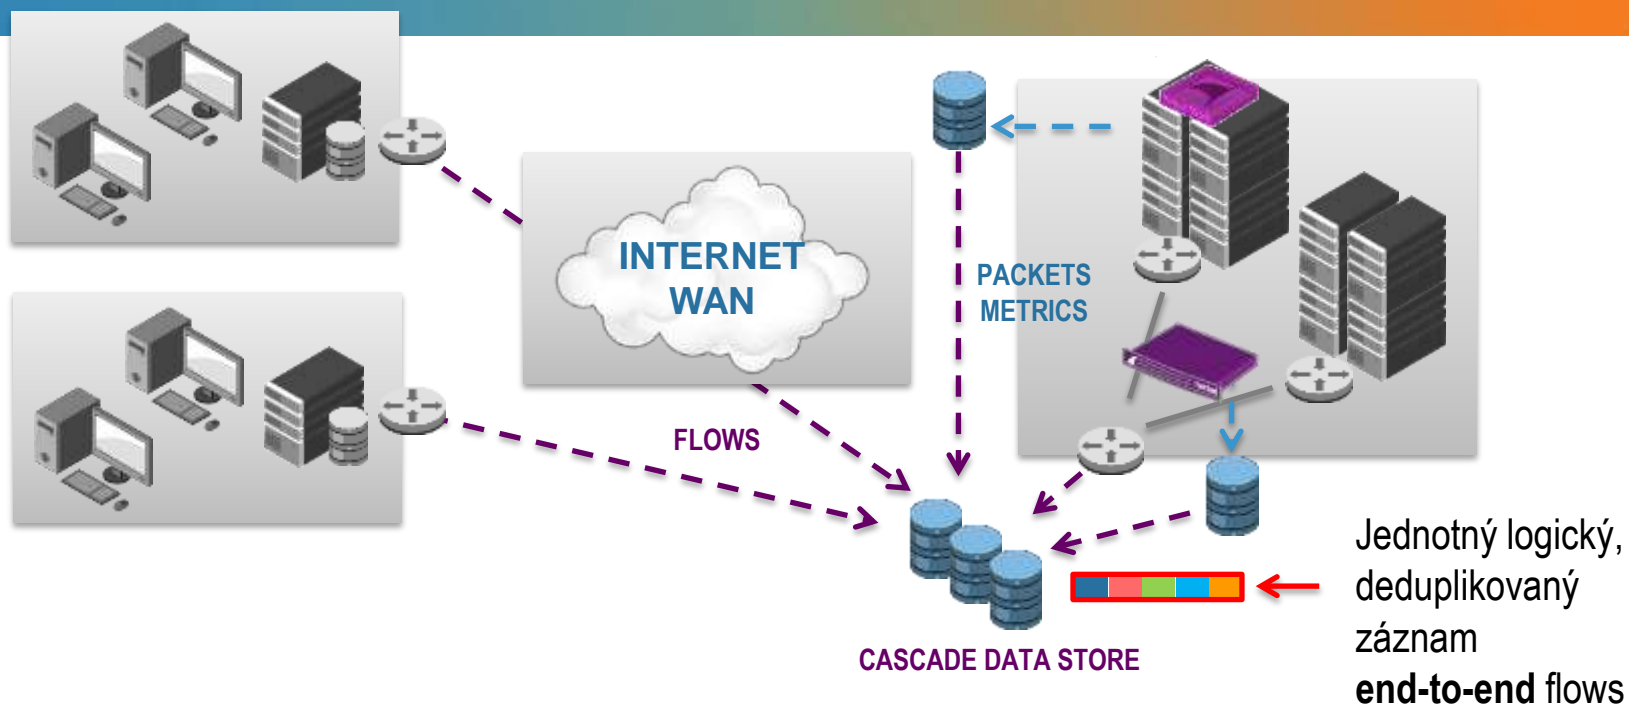 INTERNET
WAN
PACKETS
METRICS
FLOWS
CASCADE DATA STORE
Jednotný logický,
deduplikovaný
záznam
end-to-end flows